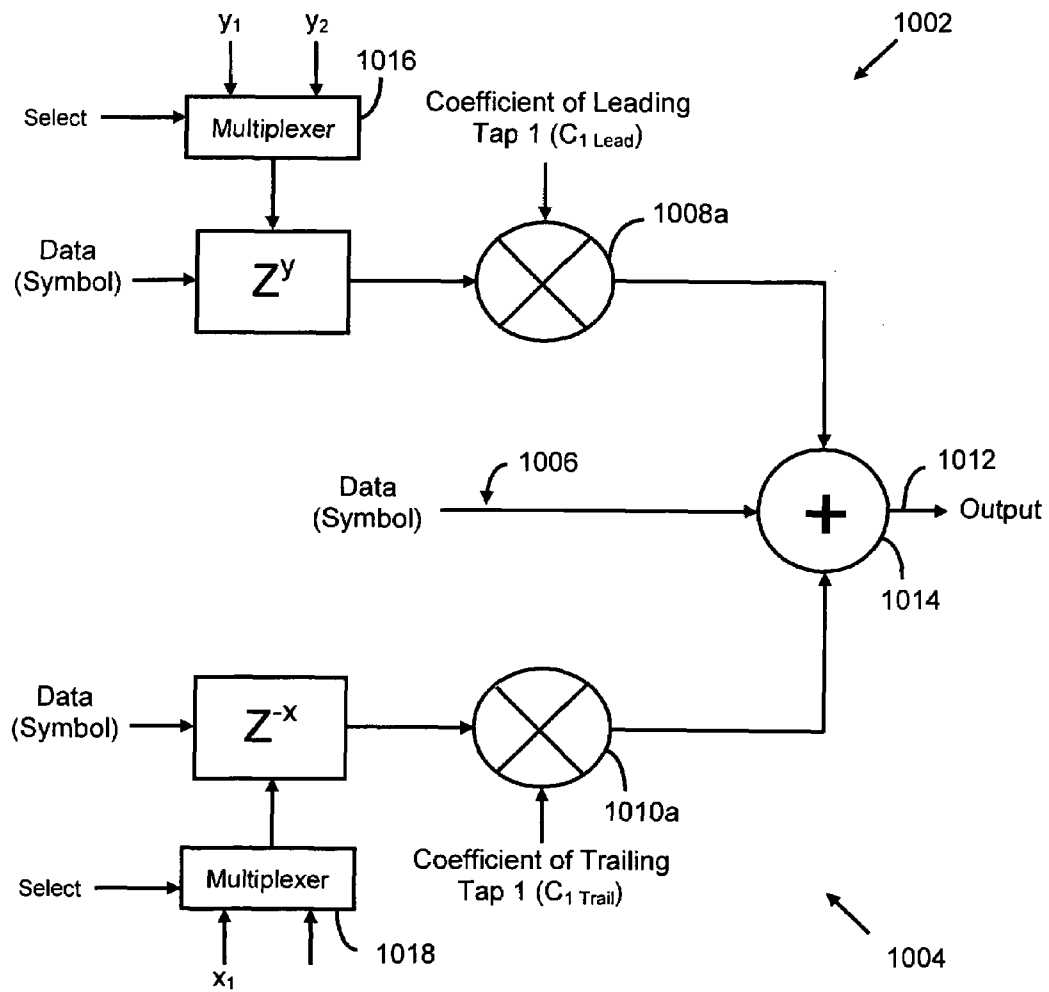 y1 y2
1002
1016
Select
Multiplexer
Coefficient of Leading
Tap 1 (C1 Lead)
1008a
Data
(Symbol)
Z^y
1006
Data
(Symbol)
+
1012
Output
1014
Data
(Symbol)
Z^-x
1010a
Coefficient of Trailing
Tap 1 (C1 Trail)
Select
Multiplexer
1018
x1
1004